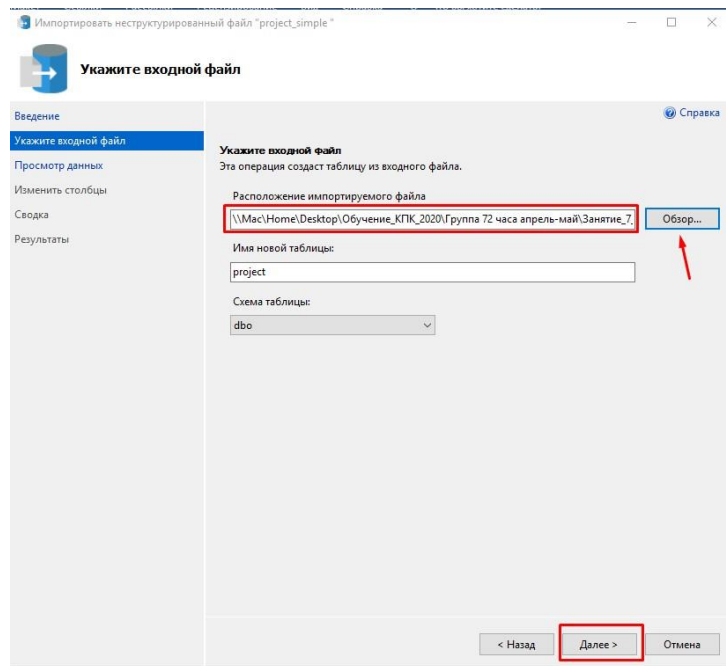 Импортировать неструктурированный файл "project_simple "
Укажите входной файл
Введение
Справка
Укажите входной файл
Просмотр данных
Изменить столбцы
Сводка
Результаты
Укажите входной файл
Эта операция создаст таблицу из входного файла.
Расположение импортируемого файла
\\Mac\Home\Desktop\Обучение_КПК_2020\Группа 72 часа апрель-май\Занятие_7_
Обзор...
Имя новой таблицы:
project
Схема таблицы:
dbo
< Назад
Далее >
Отмена